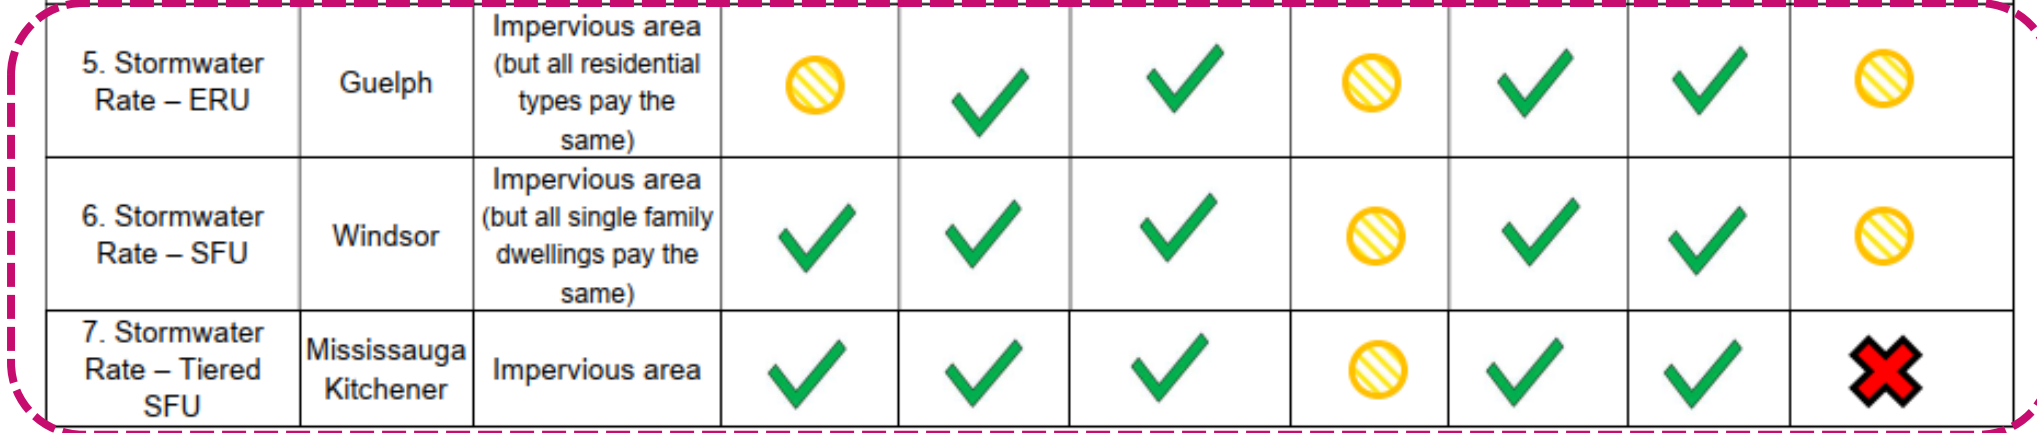 5. Stormwater
Rate – ERU
Guelph
Impervious area
(but all residential
types pay the
same)
6. Stormwater
Rate – SFU
Windsor
Impervious area
(but all single family
dwellings pay the
same)
7. Stormwater
Rate – Tiered
SFU
Mississauga
Kitchener
Impervious area